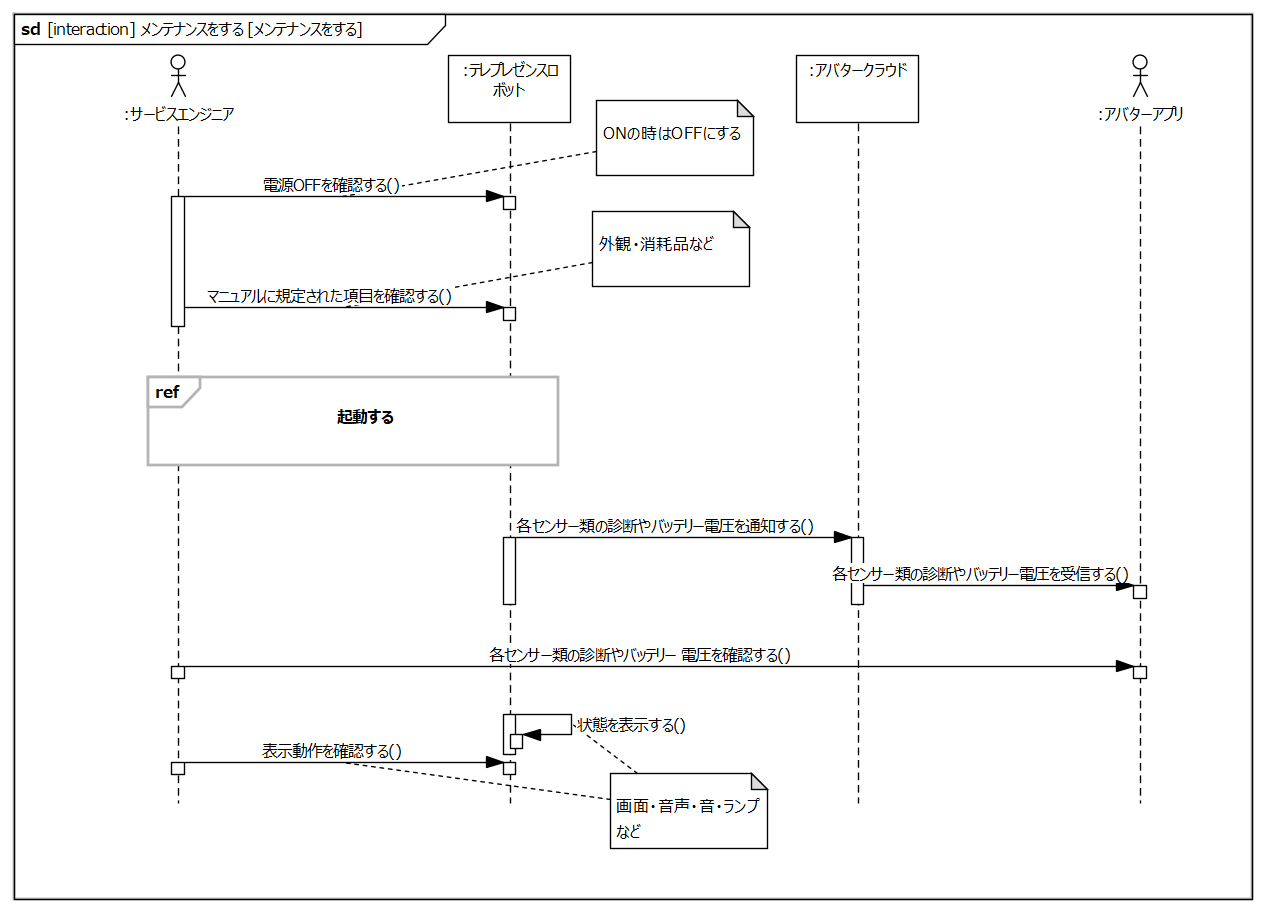 sd [interaction] メンテナンスをする [メンテナンスをする]
:サービスエンジニア
:テレプレゼンスロ
ボット
:アバタークラウド
:アバターアプリ
ONの時はOFFにする
電源OFFを確認する()
外観・消耗品など
マニュアルに規定された項目を確認する()
ref
起動する
各センサー類の診断やバッテリー電圧を通知する()
各センサー類の診断やバッテリー電圧を受信する()
各センサー類の診断やバッテリー 電圧を確認する()
状態を表示する()
表示動作を確認する()
画面・音声・音・ランプ
など